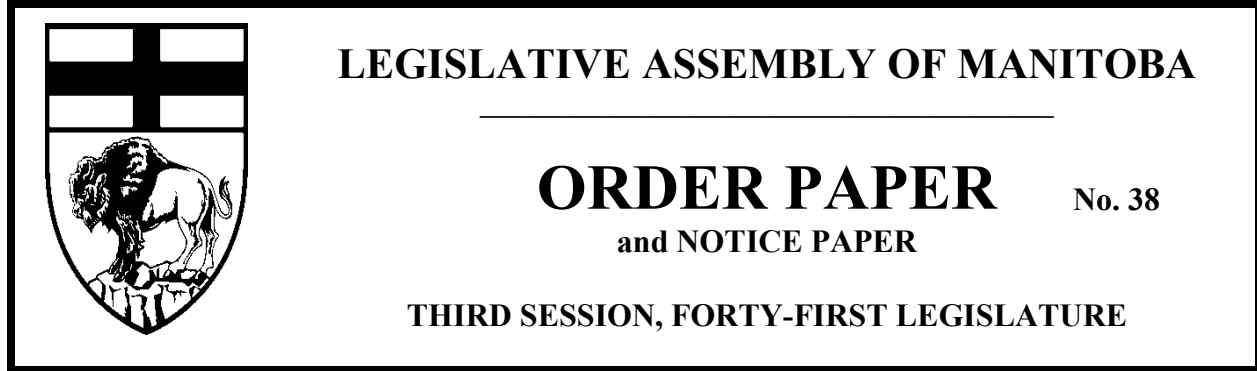 LEGISLATIVE ASSEMBLY OF MANITOBA
ORDER PAPER No. 38
and NOTICE PAPER
THIRD SESSION, FORTY-FIRST LEGISLATURE